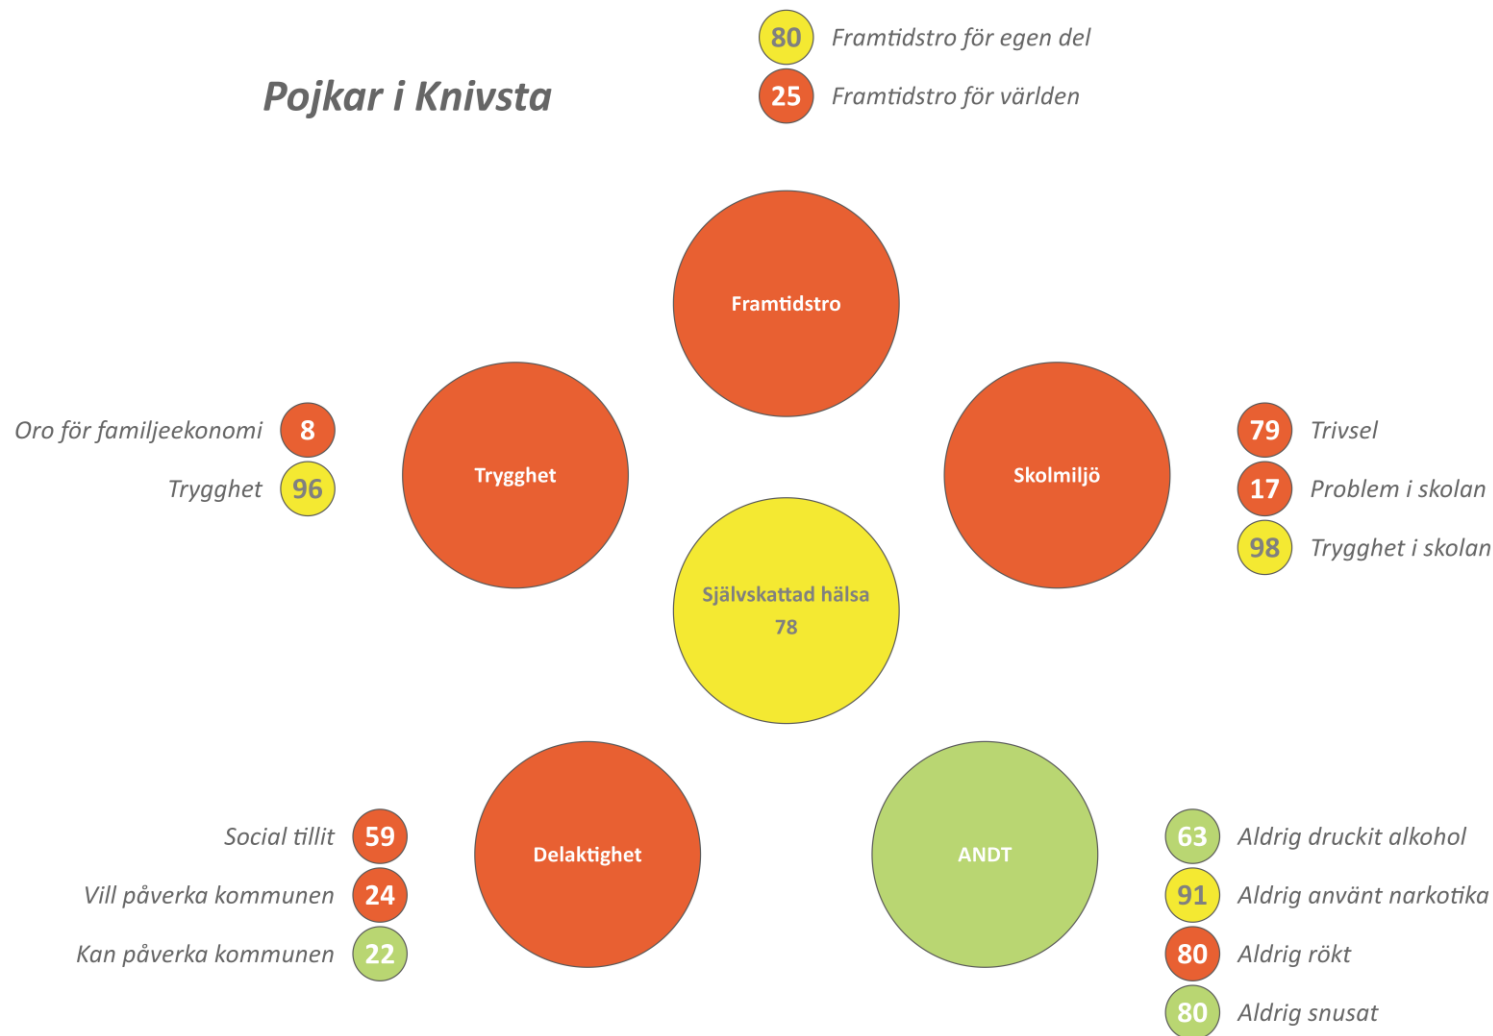 80 Framtidstro för egen del
Pojkar i Knivsta
25 Framtidstro för världen
Framtidstro
Oro för familjeekonomi 8
Trygghet 96
Trygghet
Skolmiljö
79 Trivsel
17 Problem i skolan
98 Trygghet i skolan
Självskattad hälsa
78
Social tillit 59
Vill påverka kommunen 24
Kan påverka kommunen 22
Delaktighet
ANDT
63 Aldrig druckit alkohol
91 Aldrig använt narkotika
80 Aldrig rökt
80 Aldrig snusat